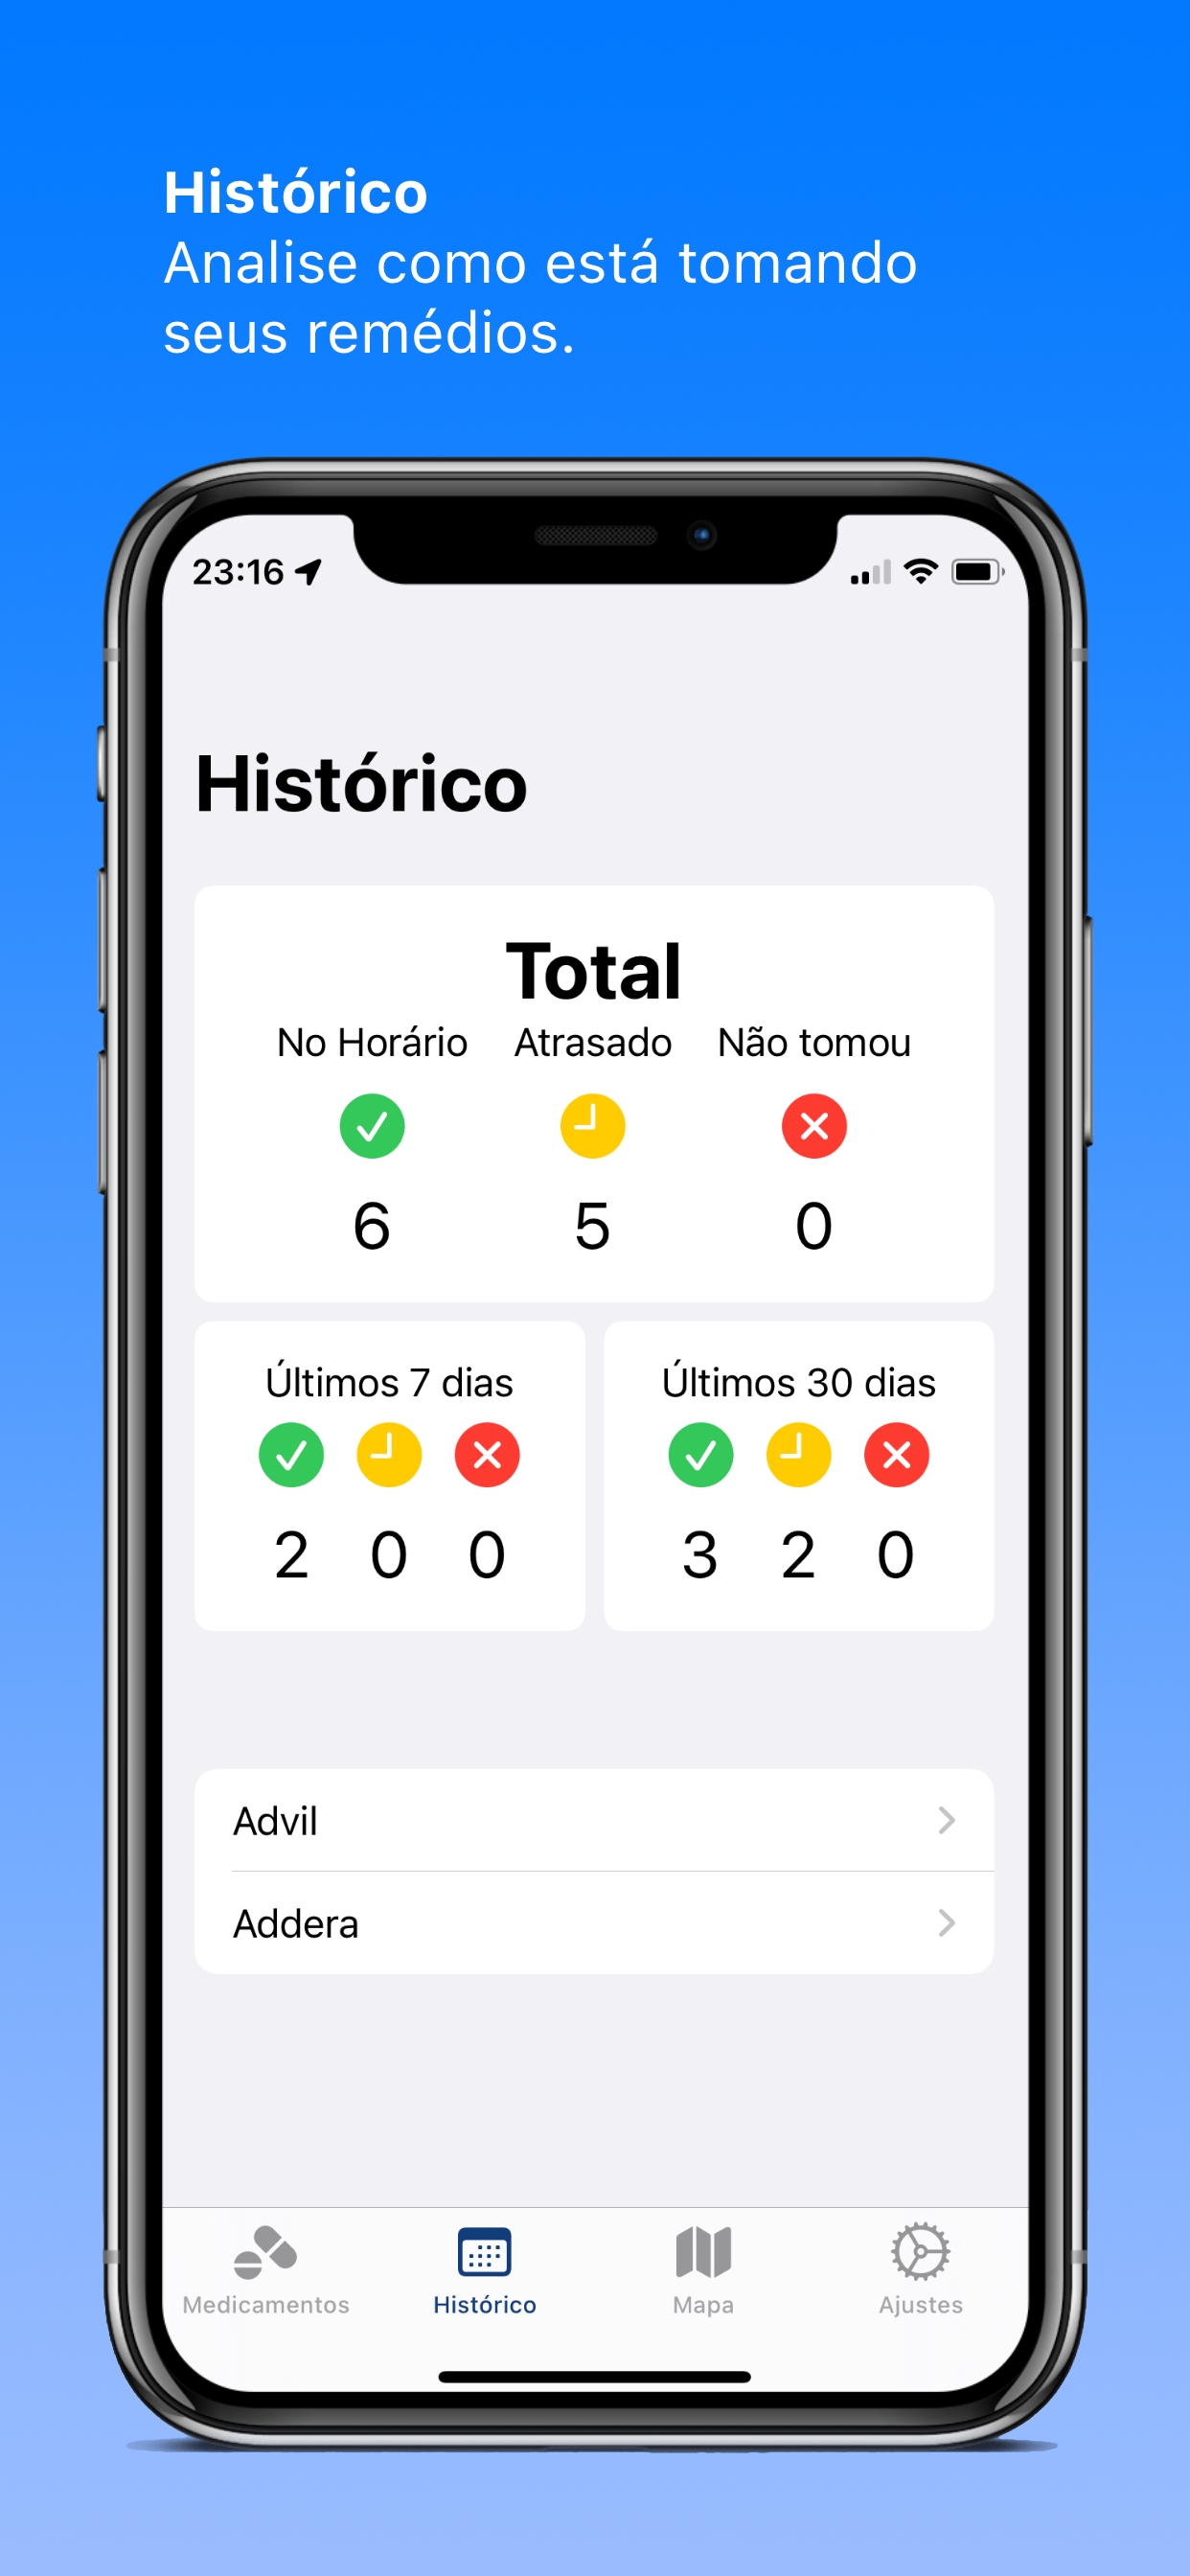 Histórico
Analise como está tomando
seus remédios.
23:16
Histórico
Total
No Horário Atrasado Não tomou
6 5 0
Últimos 7 dias
2 0 0
Últimos 30 dias
3 2 0
Advil
Addera
Medicamentos Histórico Mapa Ajustes